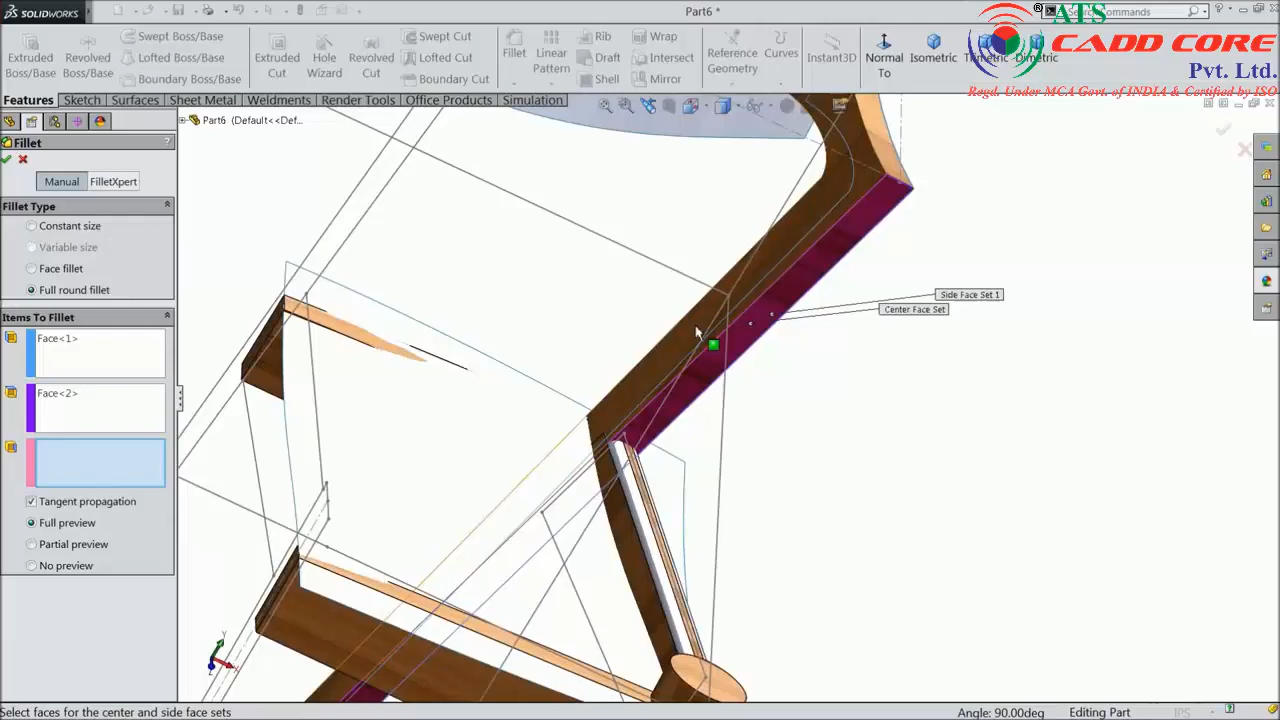 SOLIDWORKS
Part6 *
Search Commands
ATS
CADD CORE
Pvt. Ltd.
Regd. Under MCA Govt. of INDIA & Certified by ISO
Extruded Boss/Base
Revolved Boss/Base
Swept Boss/Base
Lofted Boss/Base
Boundary Boss/Base
Extruded Cut
Hole Wizard
Revolved Cut
Swept Cut
Lofted Cut
Boundary Cut
Fillet
Linear Pattern
Rib
Draft
Shell
Wrap
Intersect
Mirror
Reference Geometry
Curves
Instant3D
Normal To
Isometric
Trimetric
Dimetric
Features
Sketch
Surfaces
Sheet Metal
Weldments
Render Tools
Office Products
Simulation
Part6 (Default<<Def...
Fillet
?
Manual
FilletXpert
Fillet Type
Constant size
Variable size
Face fillet
Full round fillet
Items To Fillet
Face<1>
Face<2>
Tangent propagation
Full preview
Partial preview
No preview
Side Face Set 1
Center Face Set
Y
X
Z
Select faces for the center and side face sets
Angle: 90.00deg
Editing Part
IPS